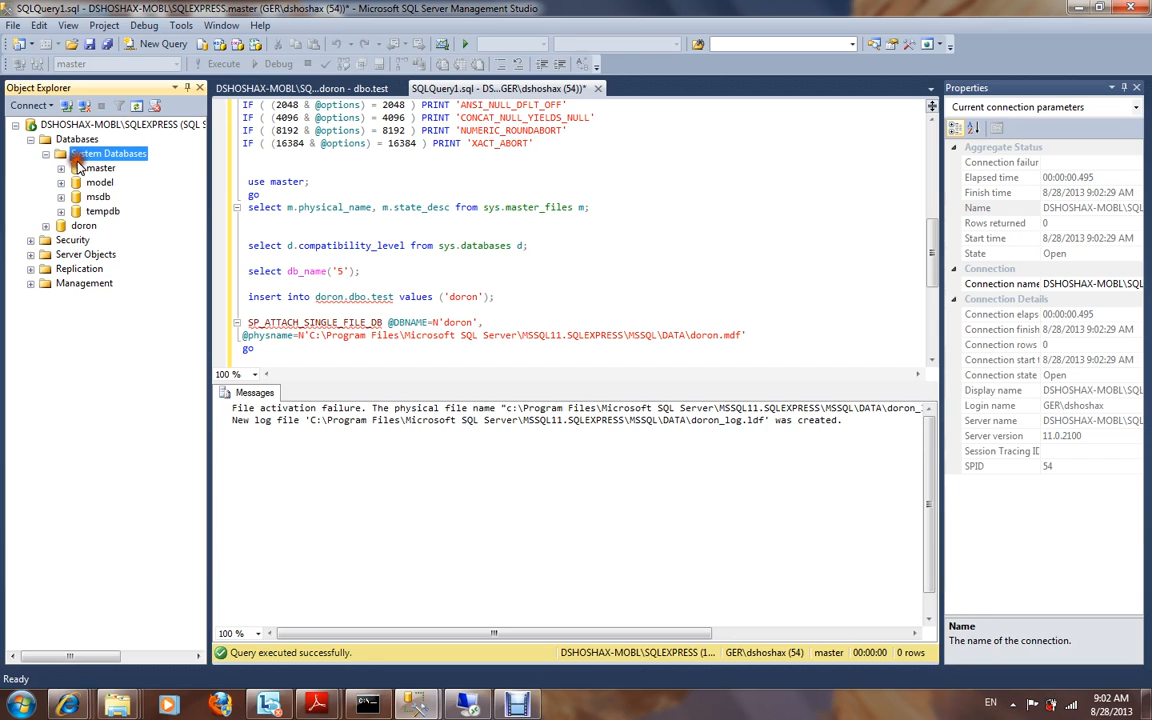 SQLQuery1.sql - DSHOSHAX-MOBL\SQLEXPRESS.master (GER\dshoshax (54))* - Microsoft SQL Server Management Studio
File Edit View Project Debug Tools Window Help
New Query
master Execute Debug
Object Explorer
Connect
DSHOSHAX-MOBL\SQLEXPRESS (SQL S
Databases
System Databases
master
model
msdb
tempdb
doron
Security
Server Objects
Replication
Management
SQLQuery1.sql - DS...GER\dshoshax (54))*
DSHOSHAX-MOBL\SQ...doron - dbo.test
IF ( (2048 & @options) = 2048 ) PRINT 'ANSI_NULL_DFLT_OFF'
IF ( (4096 & @options) = 4096 ) PRINT 'CONCAT_NULL_YIELDS_NULL'
IF ( (8192 & @options) = 8192 ) PRINT 'NUMERIC_ROUNDABORT'
IF ( (16384 & @options) = 16384 ) PRINT 'XACT_ABORT'
use master;
go
select m.physical_name, m.state_desc from sys.master_files m;
select d.compatibility_level from sys.databases d;
select db_name('5');
insert into doron.dbo.test values ('doron');
SP_ATTACH_SINGLE_FILE_DB @DBNAME=N'doron',
@physname=N'C:\Program Files\Microsoft SQL Server\MSSQL11.SQLEXPRESS\MSSQL\DATA\doron.mdf'
go
100 %
Messages
File activation failure. The physical file name "c:\Program Files\Microsoft SQL Server\MSSQL11.SQLEXPRESS\MSSQL\DATA\doron_
New log file 'C:\Program Files\Microsoft SQL Server\MSSQL11.SQLEXPRESS\MSSQL\DATA\doron_log.ldf' was created.
100 %
Query executed successfully. DSHOSHAX-MOBL\SQLEXPRESS (1... GER\dshoshax (54) master 00:00:00 0 rows
Properties
Current connection parameters
Aggregate Status
Connection failur
Elapsed time 00:00:00.495
Finish time 8/28/2013 9:02:29 AM
Name DSHOSHAX-MOBL\SQL
Rows returned 0
Start time 8/28/2013 9:02:29 AM
State Open
Connection
Connection name DSHOSHAX-MOBL\SQL
Connection Details
Connection elaps 00:00:00.495
Connection finish 8/28/2013 9:02:29 AM
Connection rows 0
Connection start t 8/28/2013 9:02:29 AM
Connection state Open
Display name DSHOSHAX-MOBL\SQL
Login name GER\dshoshax
Server name DSHOSHAX-MOBL\SQL
Server version 11.0.2100
Session Tracing ID
SPID 54
Name
The name of the connection.
Ready
EN
9:02 AM
8/28/2013